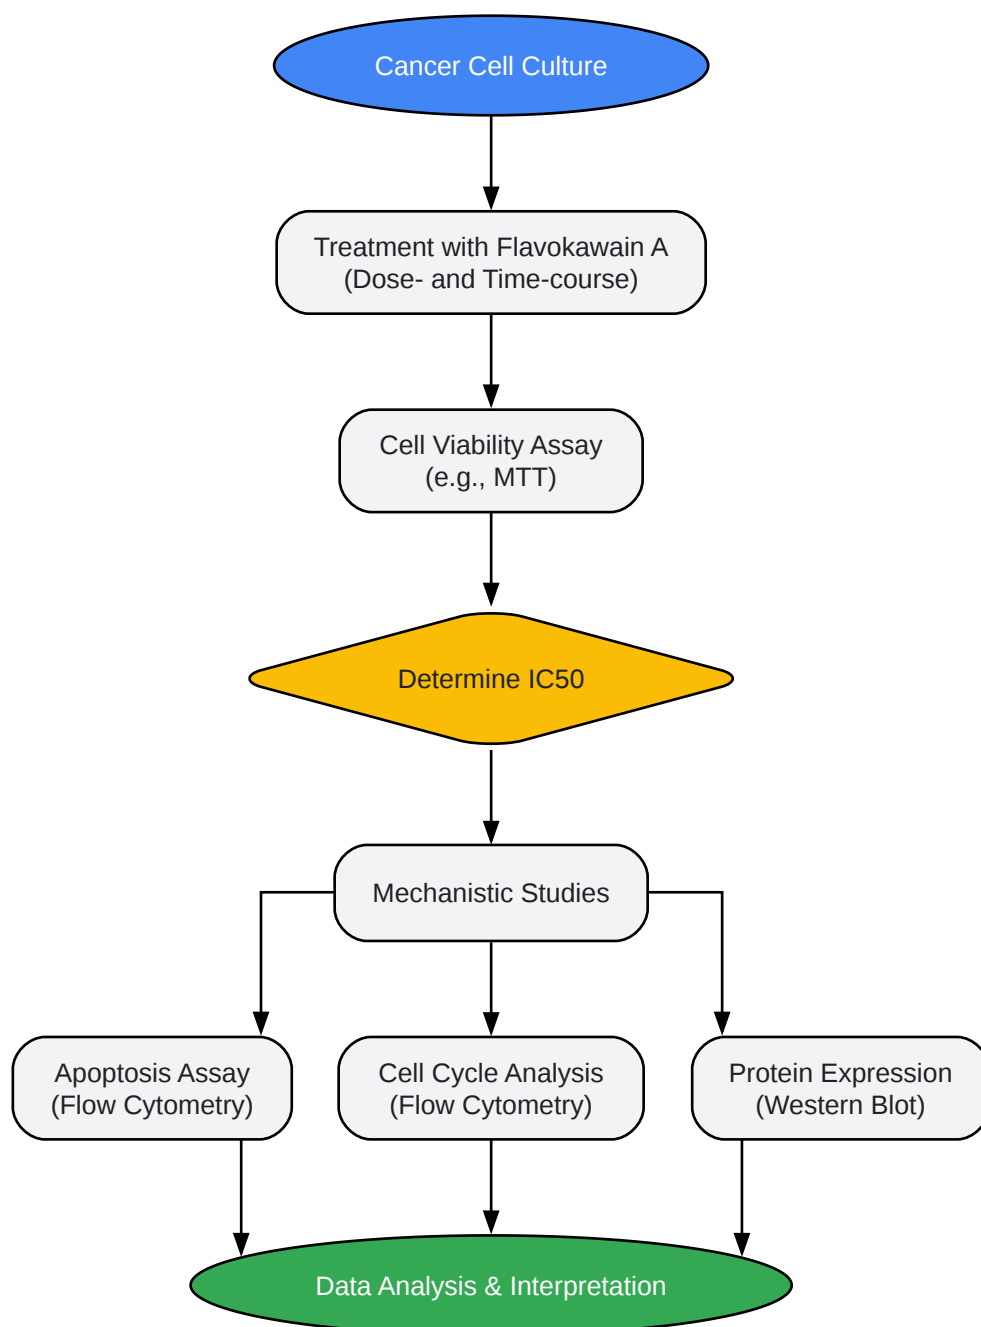 Cancer Cell Culture
Treatment with Flavokawain A
(Dose- and Time-course)
Cell Viability Assay
(e.g., MTT)
Determine IC50
Mechanistic Studies
Apoptosis Assay
(Flow Cytometry)
Cell Cycle Analysis
(Flow Cytometry)
Protein Expression
(Western Blot)
Data Analysis & Interpretation